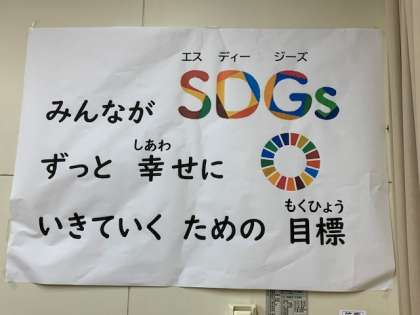 エス ディー ジーズ
みんなが SDGs
しあわ
ずっと 幸せに
もくひょう
いきていく ための 目標